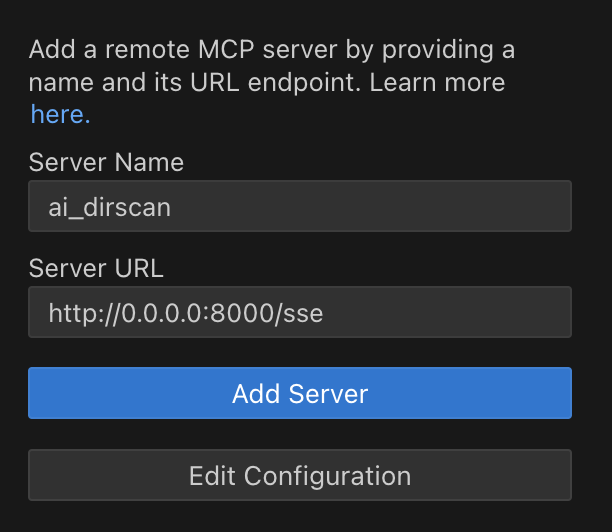 Add a remote MCP server by providing a
name and its URL endpoint. Learn more
here.
Server Name
ai_dirscan
Server URL
http://0.0.0.0:8000/sse
Add Server
Edit Configuration